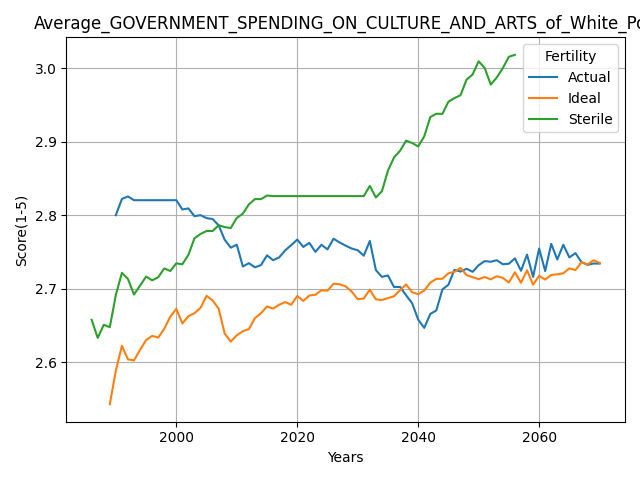 Average_GOVERNMENT_SPENDING_ON_CULTURE_AND_ARTS_of_White_Po
Fertility
Actual
Ideal
Sterile
3.0
2.9
2.8
2.7
2.6
Score(1-5)
2000 2020 2040 2060
Years